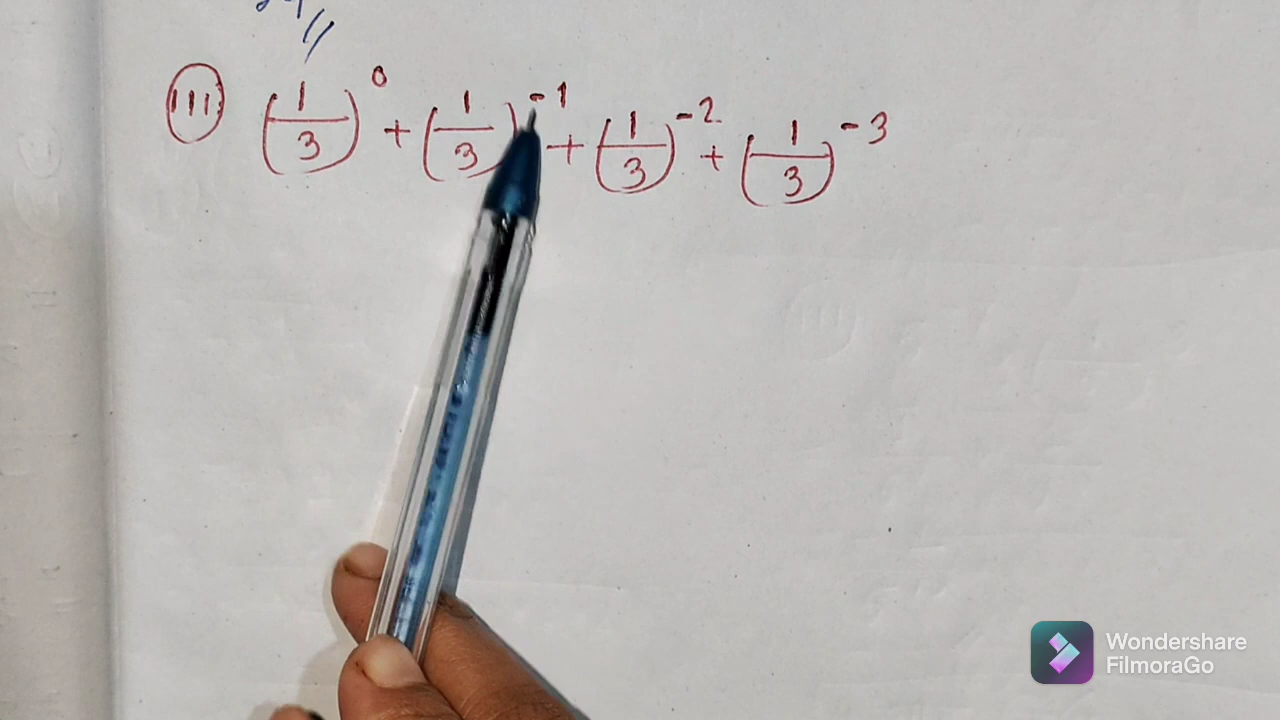 (iii) (1/3)^0 + (1/3)^-1 + (1/3)^-2 + (1/3)^-3
Wondershare
FilmoraGo